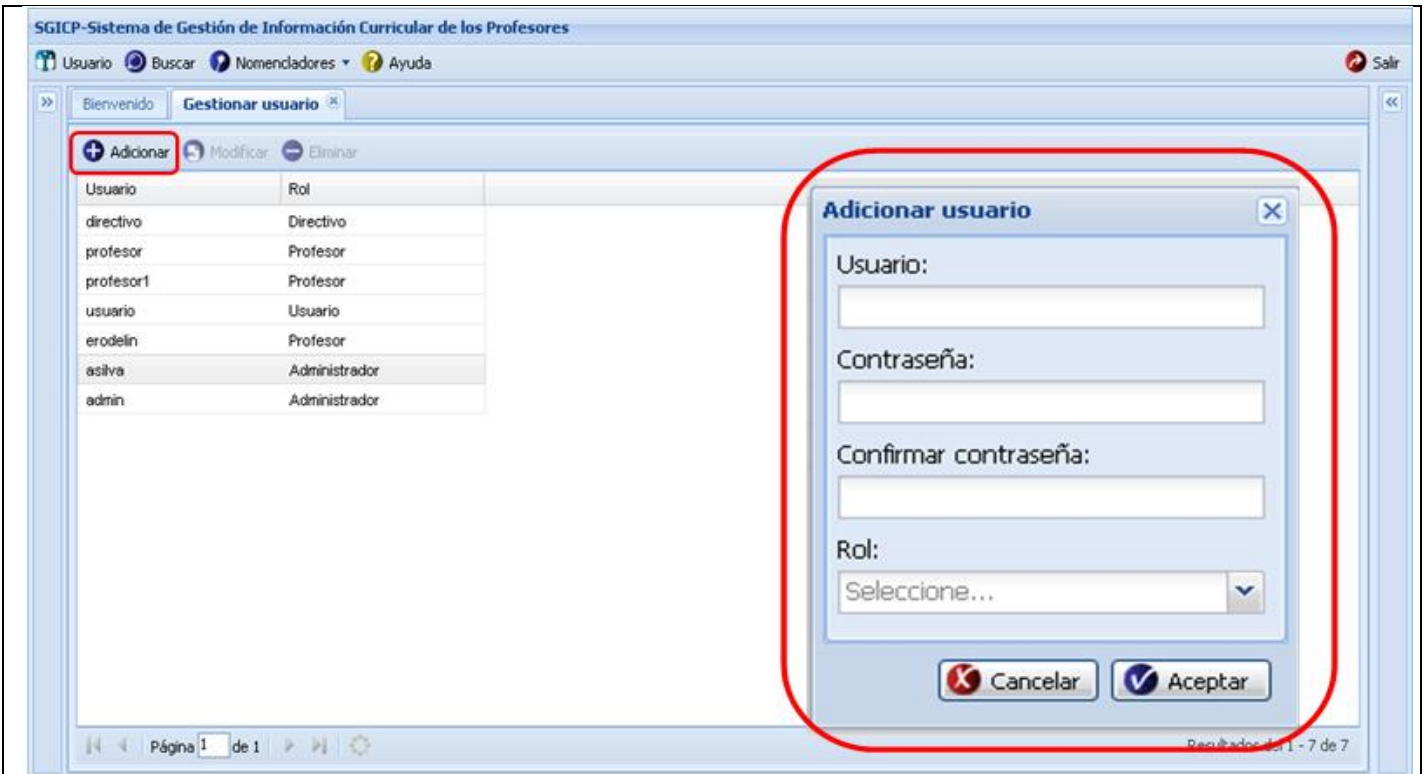 SGICP-Sistema de Gestión de Información Curricular de los Profesores
Usuario Buscar Nomencladores Ayuda Salir
Bienvenido Gestionar usuario
Adicionar Modificar Eliminar
Usuario Rol
directivo Directivo
profesor Profesor
profesor1 Profesor
usuario Usuario
erodelin Profesor
asilva Administrador
admin Administrador
Adicionar usuario
Usuario:
Contraseña:
Confirmar contraseña:
Rol:
Seleccione...
Cancelar Aceptar
Página 1 de 1
Resultados del 1 - 7 de 7